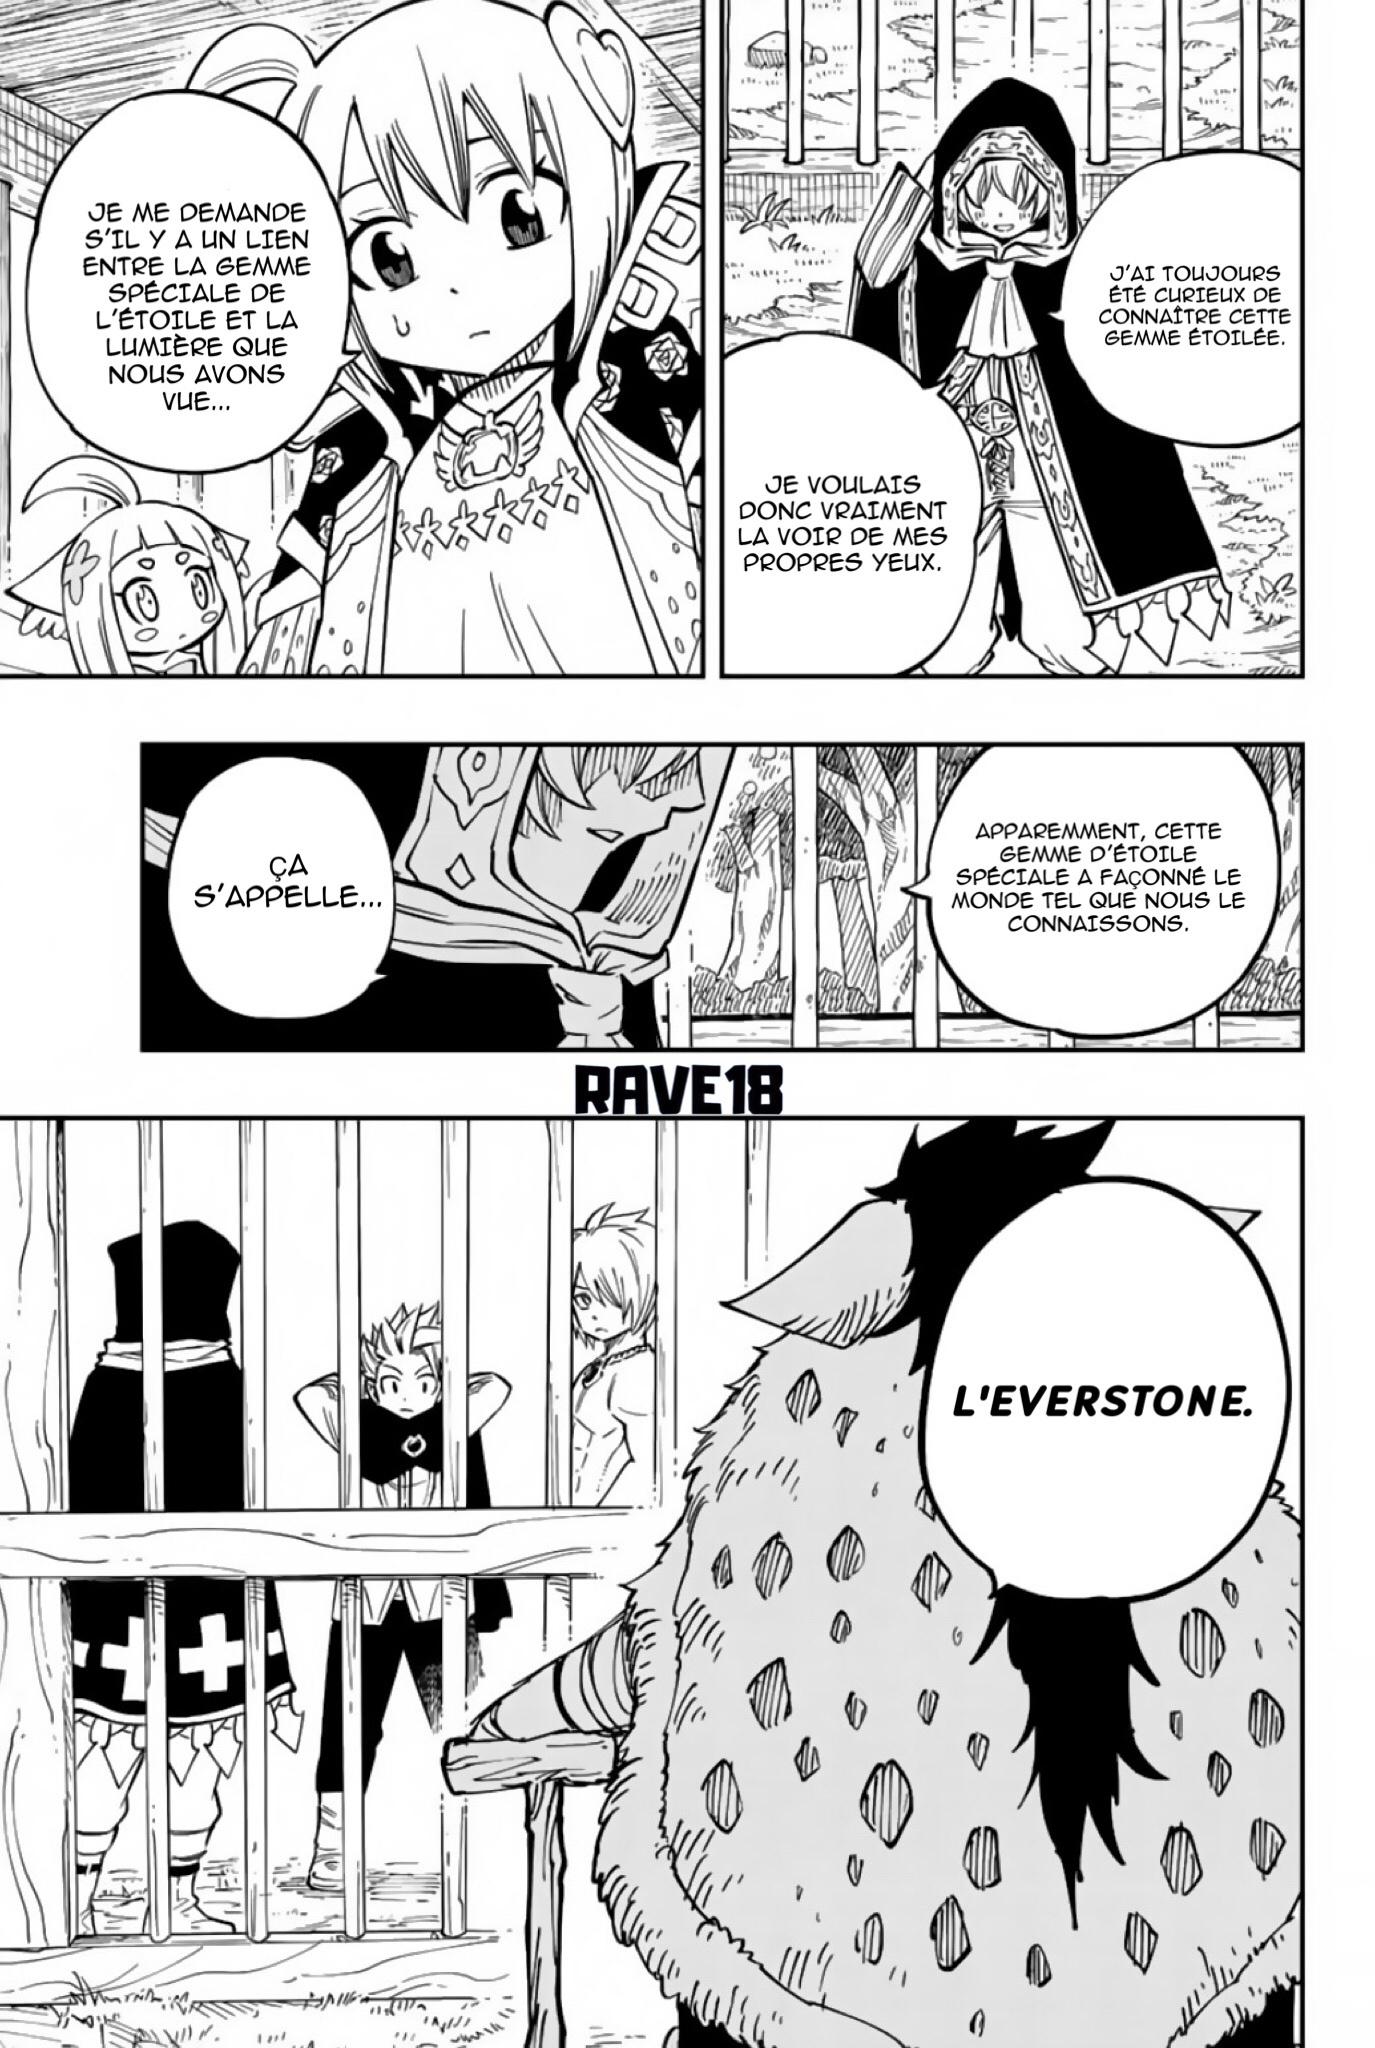 J'AI TOUJOURS
ÉTÉ CURIEUX DE
CONNAÎTRE CETTE
GEMME ÉTOILÉE.
JE VOULAIS
DONC VRAIMENT
LA VOIR DE MES
PROPRES YEUX.
JE ME DEMANDE
S'IL Y A UN LIEN
ENTRE LA GEMME
SPÉCIALE DE
L'ÉTOILE ET LA
LUMIÈRE QUE
NOUS AVONS
VUE...
APPAREMMENT, CETTE
GEMME D'ÉTOILE
SPÉCIALE A FAÇONNÉ LE
MONDE TEL QUE NOUS LE
CONNAISSONS.
ÇA
S'APPELLE...
RAVE18
L'EVERSTONE.